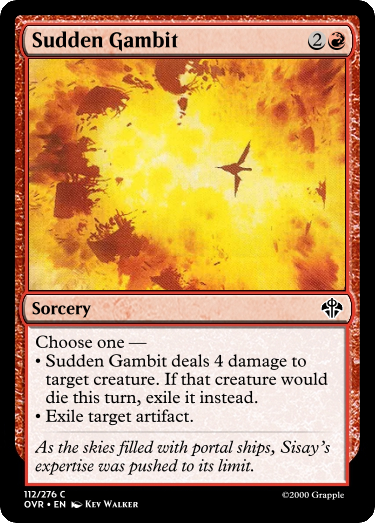 Sudden Gambit 2
Sorcery
Choose one —
• Sudden Gambit deals 4 damage to
target creature. If that creature would
die this turn, exile it instead.
• Exile target artifact.
As the skies filled with portal ships, Sisay's
expertise was pushed to its limit.
112/276 C
OVR • EN Key Walker ©2000 Grapple